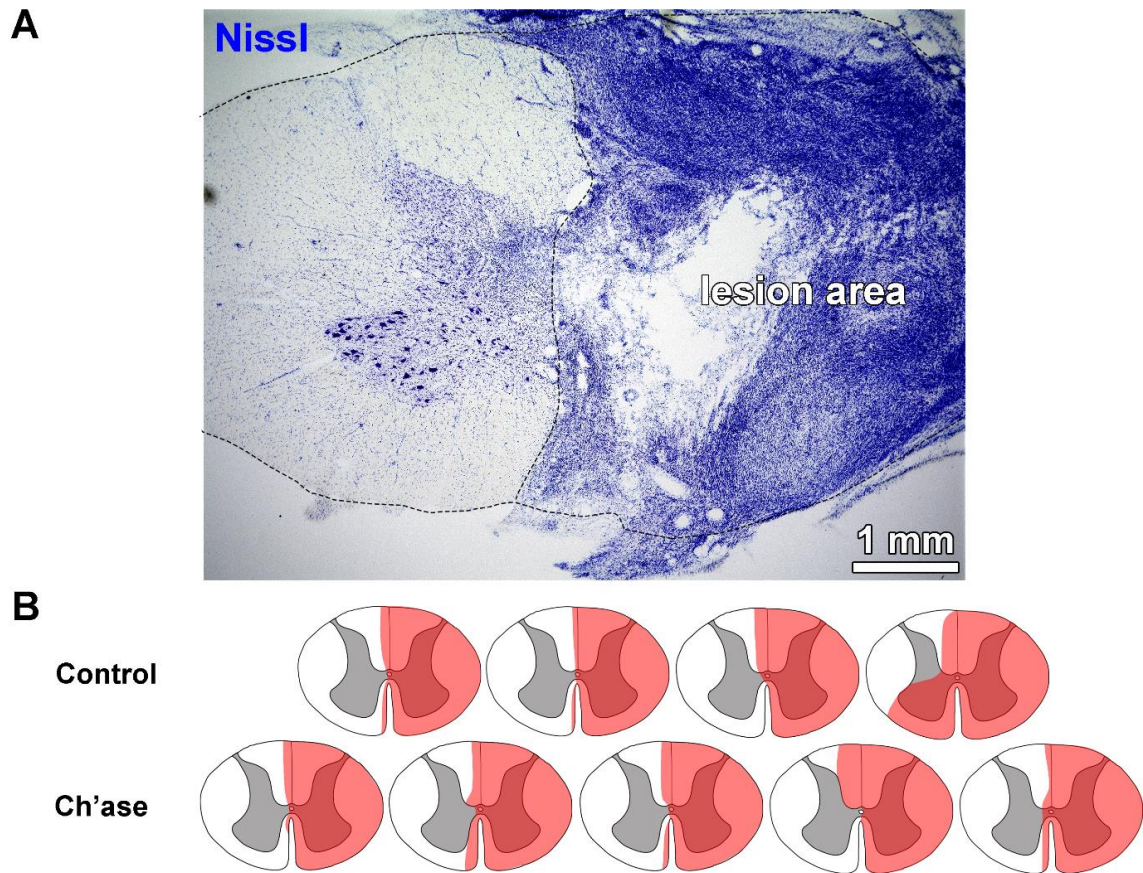 A
Nissl
lesion area
1 mm
B
Control
Ch'ase